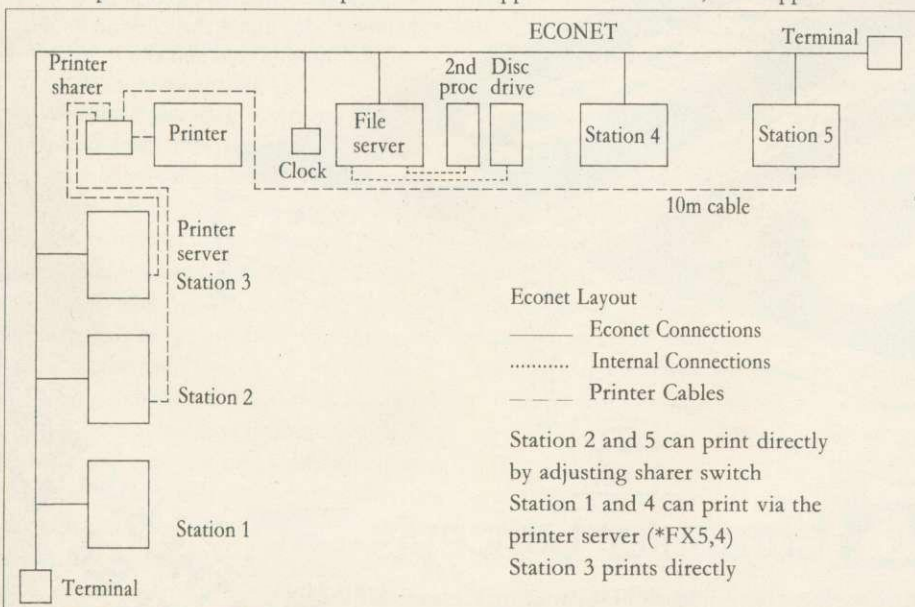 ECONET
Terminal
Printer
sharer
2nd
proc
Disc
drive
Printer
File
server
Station 4
Station 5
Clock
10m cable
Printer
server
Station 3
Econet Layout
Econet Connections
Internal Connections
Printer Cables
Station 2
Station 2 and 5 can print directly
by adjusting sharer switch
Station 1 and 4 can print via the
printer server (*FX5,4)
Station 3 prints directly
Station 1
Terminal